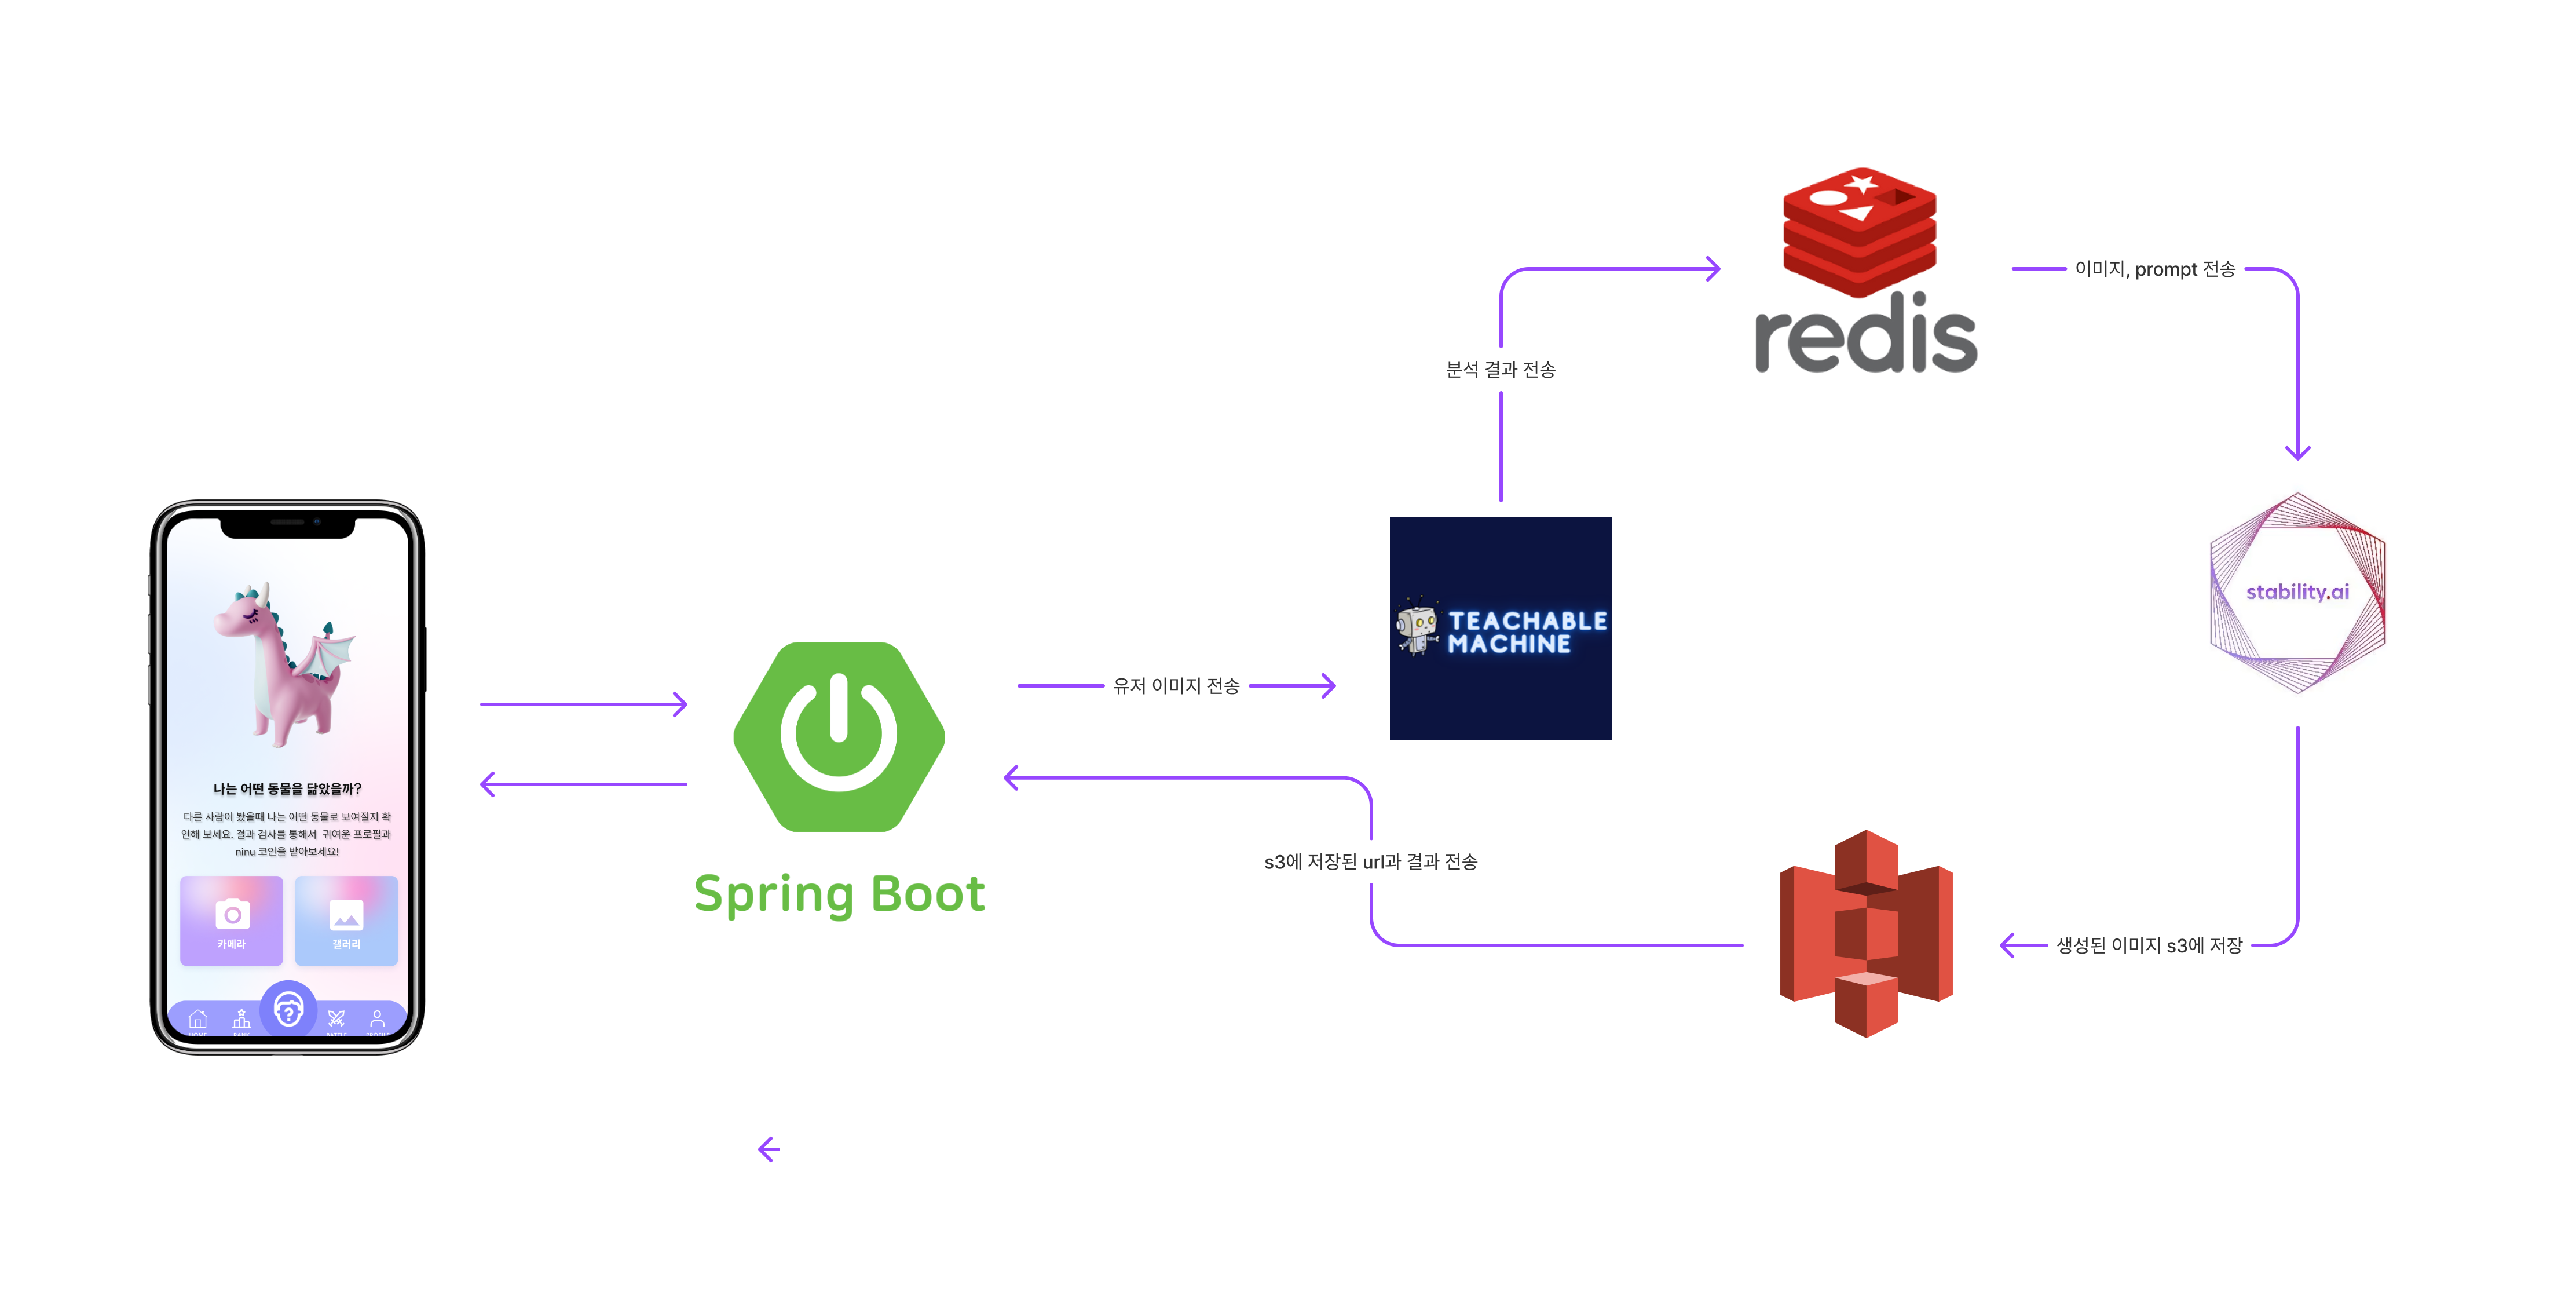 redis
이미지, prompt 전송
분석 결과 전송
stability.ai
TEACHABLE
MACHINE
유저 이미지 전송
Spring Boot
s3에 저장된 url과 결과 전송
생성된 이미지 s3에 저장
나는 어떤 동물을 닮았을까?
다른 사람이 봤을때 나는 어떤 동물로 보여질지 확
인해 보세요. 결과 검사를 통해서 귀여운 프로필과
ninu 코인을 받아보세요!
카메라
갤러리
HOME
RANK
?
BATTLE
PROFILE